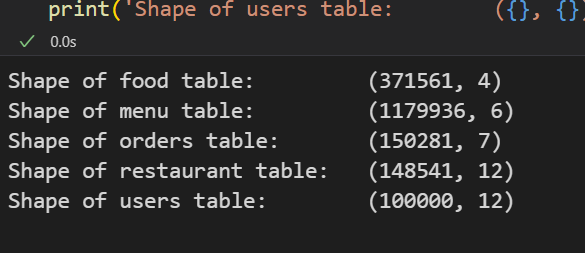 print('Shape of users table:      ({}, {})
0.0s
Shape of food table:        (371561, 4)
Shape of menu table:        (1179936, 6)
Shape of orders table:      (150281, 7)
Shape of restaurant table:  (148541, 12)
Shape of users table:       (100000, 12)